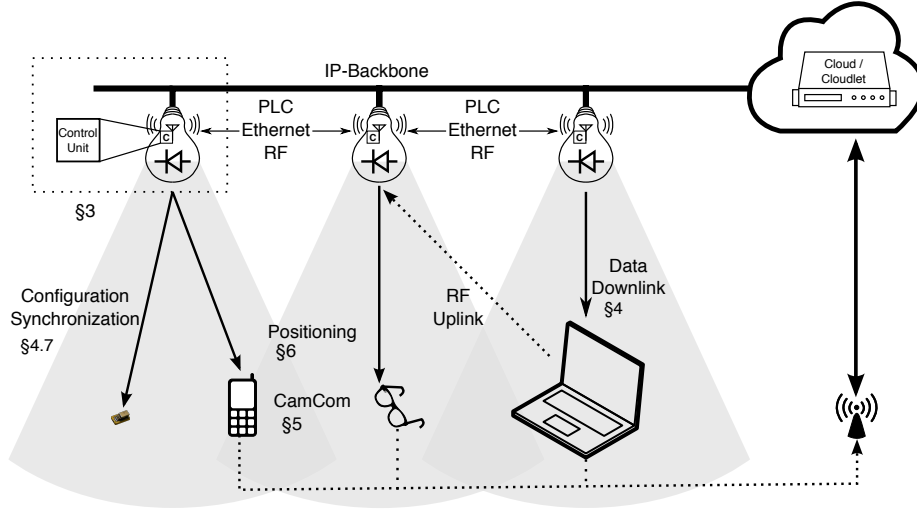 IP-Backbone
Cloud /
Cloudlet
PLC
Ethernet
RF
PLC
Ethernet
RF
Control
Unit
C
C
C
§3
Configuration
Synchronization
§4.7
Positioning
§6
CamCom
§5
RF
Uplink
Data
Downlink
§4